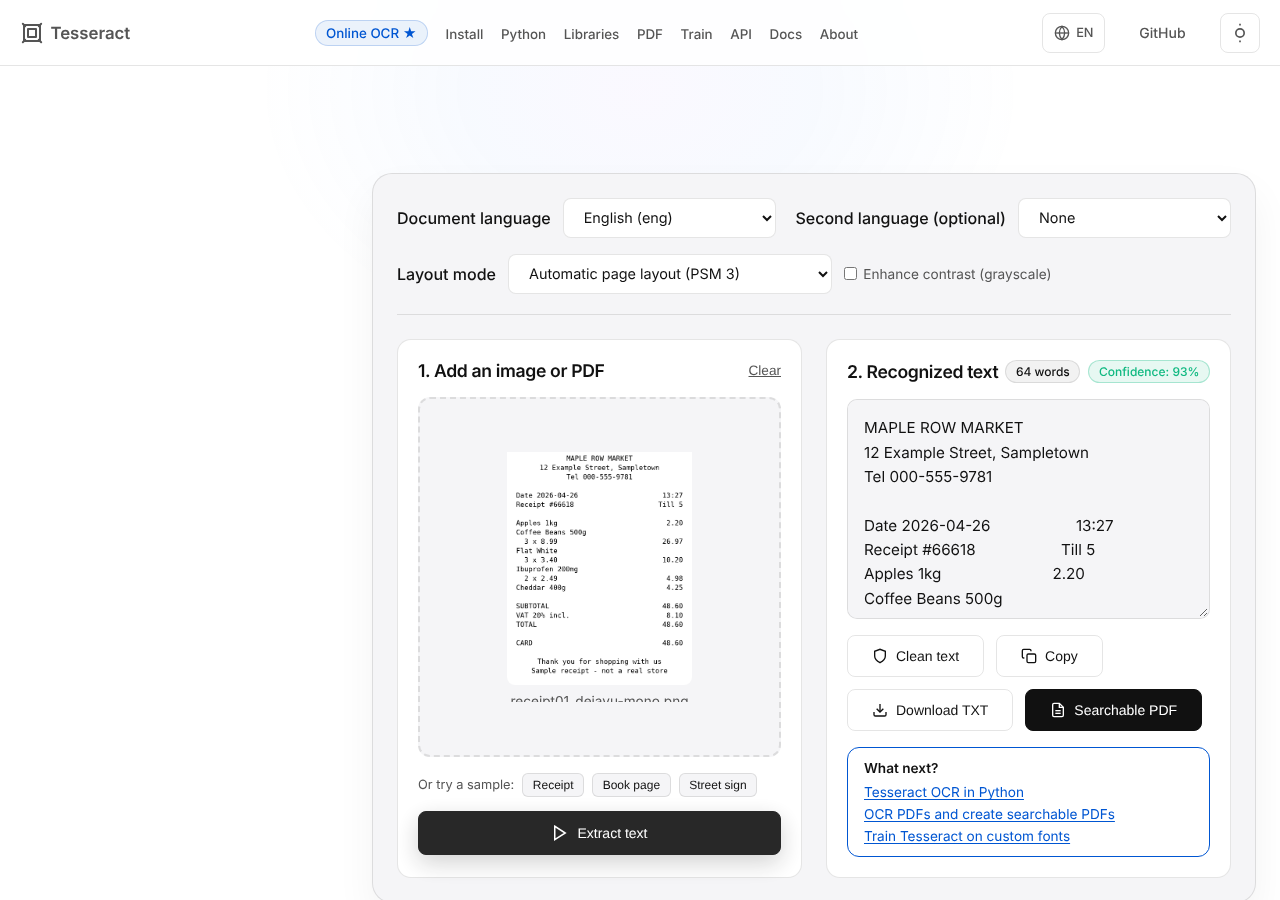 Tesseract
Online OCR ★
Install
Python
Libraries
PDF
Train
API
Docs
About
EN
GitHub
Document language
English (eng)
Second language (optional)
None
Layout mode
Automatic page layout (PSM 3)
Enhance contrast (grayscale)
1. Add an image or PDF
Clear
MAPLE ROW MARKET
12 Example Street, Sampletown
Tel 000-555-9781
Date 2026-04-26 13:27
Receipt #66618 Till 5
Apples 1kg 2.20
Coffee Beans 500g
3 x 8.99 26.97
Flat White
3 x 3.40 10.20
Ibuprofen 200mg
2 x 2.49 4.98
Cheddar 400g 4.25
SUBTOTAL 48.60
VAT 20% incl. 8.10
TOTAL 48.60
CARD 48.60
Thank you for shopping with us
Sample receipt - not a real store
receipt01_dejavu-mono.png
Or try a sample:
Receipt
Book page
Street sign
Extract text
2. Recognized text
64 words
Confidence: 93%
MAPLE ROW MARKET
12 Example Street, Sampletown
Tel 000-555-9781
Date 2026-04-26 13:27
Receipt #66618 Till 5
Apples 1kg 2.20
Coffee Beans 500g
Clean text
Copy
Download TXT
Searchable PDF
What next?
Tesseract OCR in Python
OCR PDFs and create searchable PDFs
Train Tesseract on custom fonts